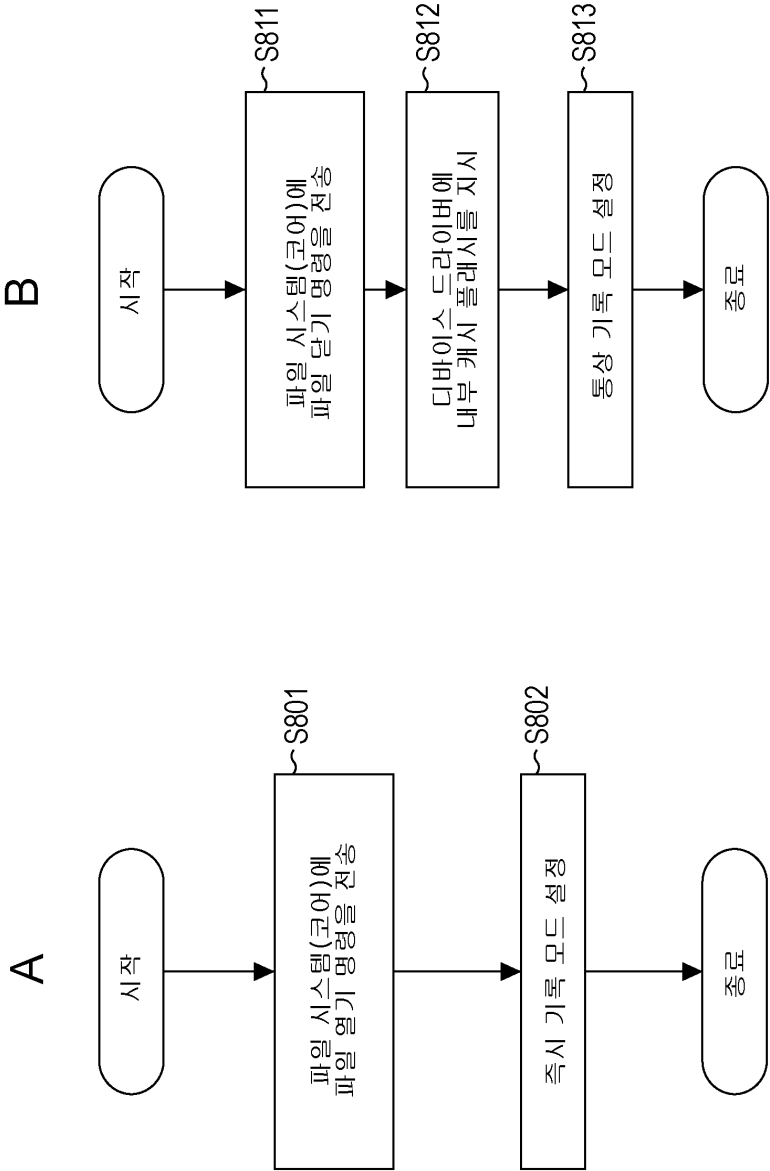 A
시작
S801
파일 시스템(코어)에
파일 열기 명령을 전송
S802
즉시 기록 모드 설정
종료
B
시작
S811
파일 시스템(코어)에
파일 닫기 명령을 전송
S812
디바이스 드라이버에
내부 캐시 플래시를 지시
S813
통상 기록 모드 설정
종료